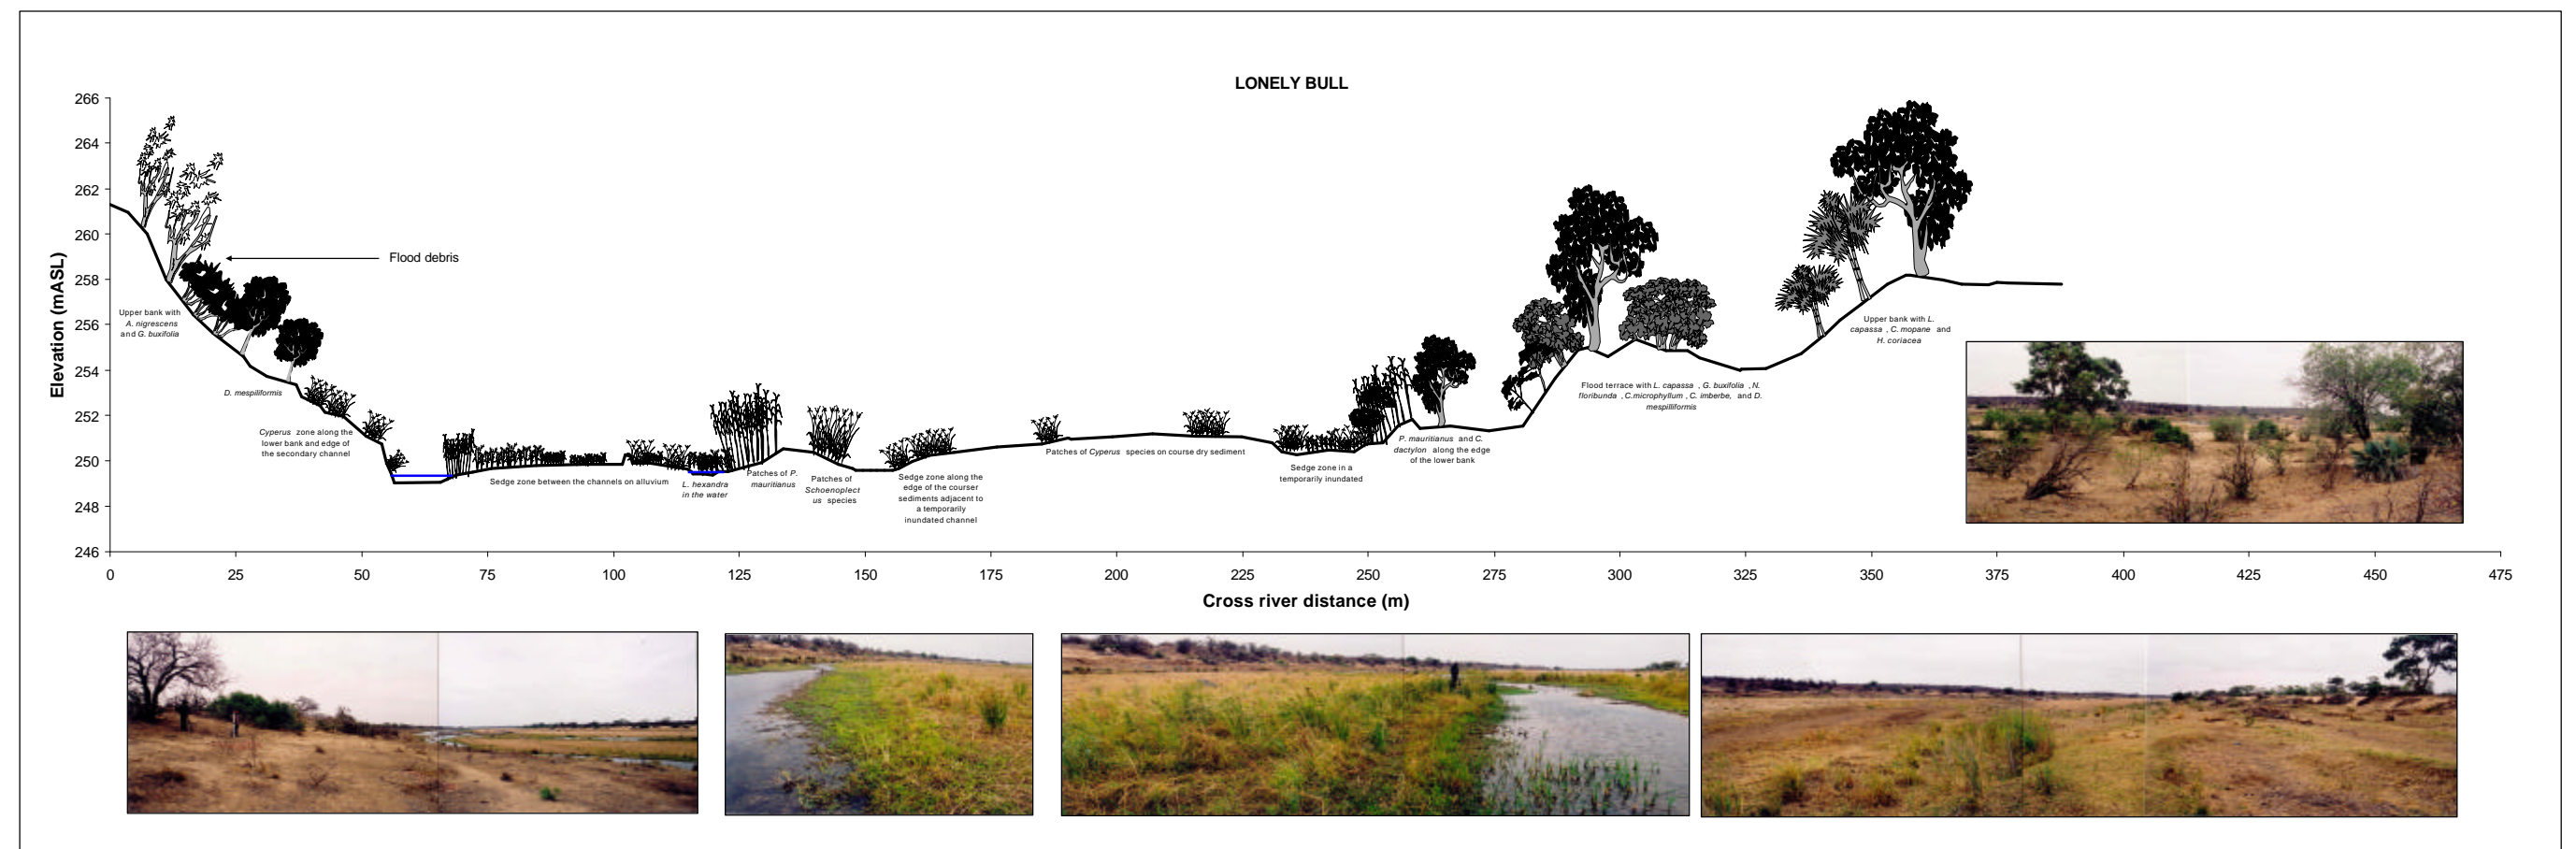 LONELY BULL
266
264
262
260
258
256
254
252
250
248
246
Elevation (mASL)
Flood debris
Upper bank with
A. nigrescens
and G. buxifolia
D. mespiliformis
Cyperus zone along the
lower bank and edge of
the secondary channel
Sedge zone between the channels on alluvium
L. hexandra
in the water
Patches of P.
mauritianus
Patches of
Schoenoplect
us species
Sedge zone along the
edge of the courser
sediments adjacent to
a temporarily
inundated channel
Patches of Cyperus species on course dry sediment
Sedge zone in a
temporarily inundated
P. mauritianus and C.
dactylon along the edge
of the lower bank
Flood terrace with L. capassa , G. buxifolia , N.
floribunda , C.microphyllum , C. imberbe, and D.
mespilliformis
Upper bank with L.
capassa , C. mopane and
H. coriacea
0 25 50 75 100 125 150 175 200 225 250 275 300 325 350 375 400 425 450 475
Cross river distance (m)